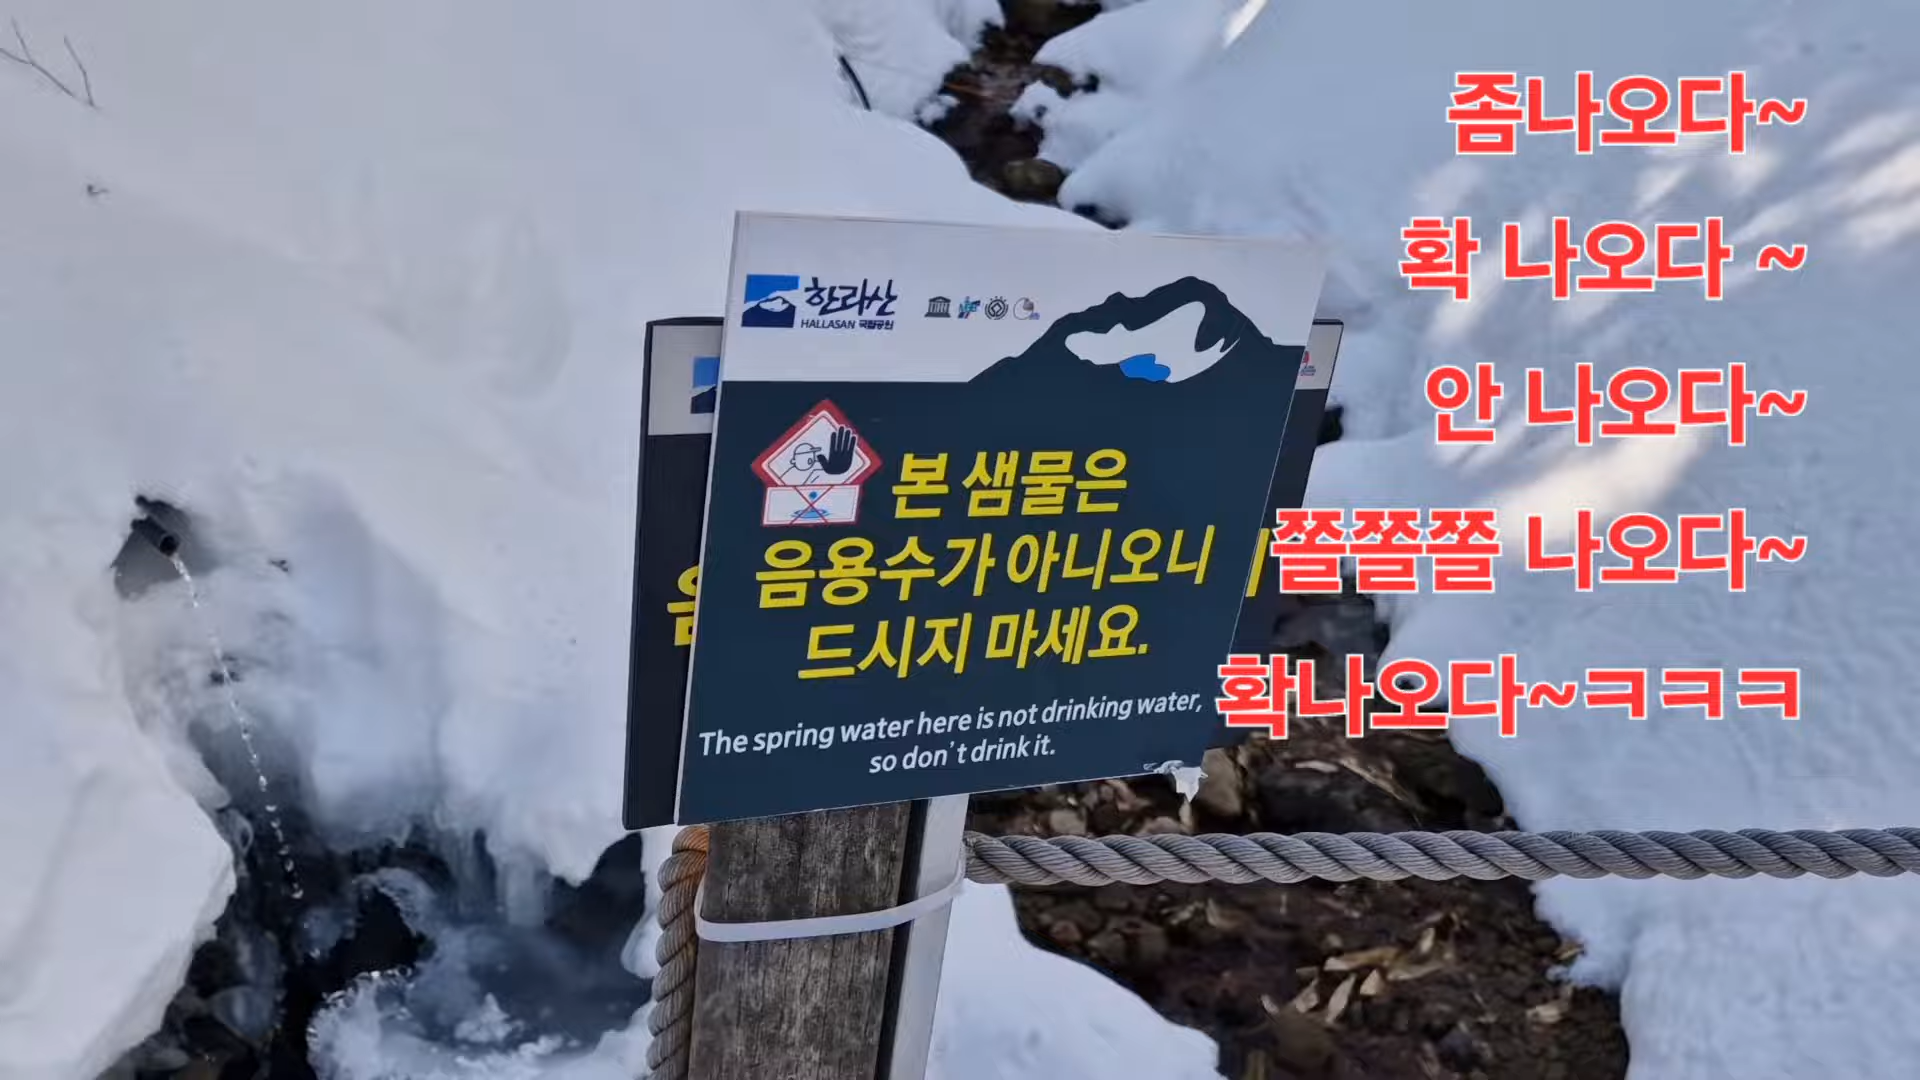 한라산
HALLASAN 국립공원
본 샘물은
음용수가 아니오니
드시지 마세요.
The spring water here is not drinking water,
so don't drink it.
좀나오다~
확 나오다 ~
안 나오다~
쫄쫄쫄 나오다~
확나오다~ㅋㅋㅋ